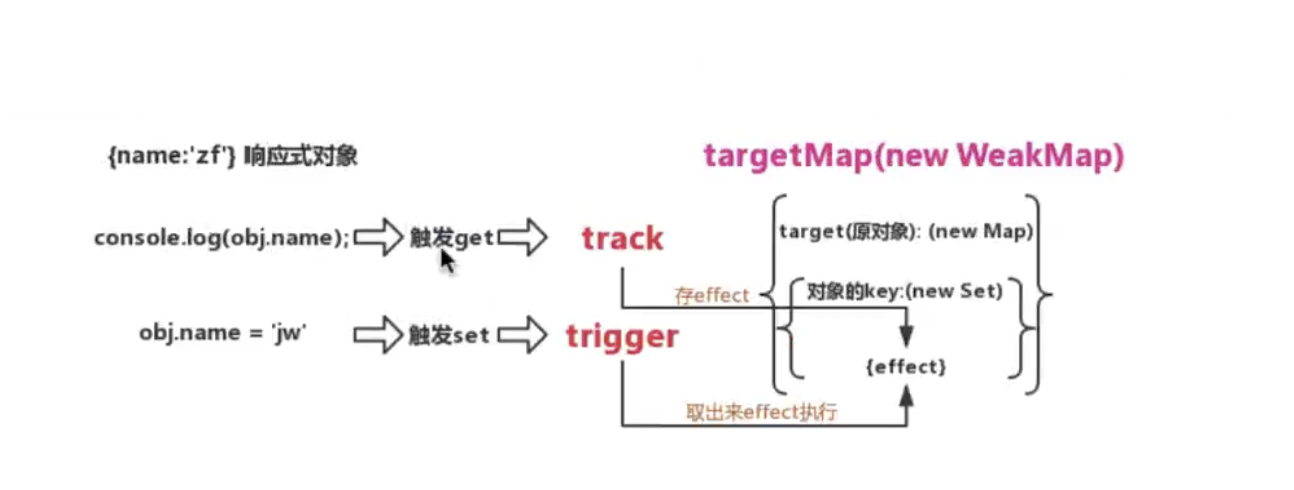 {name:'zf'} 响应式对象
targetMap(new WeakMap)
console.log(obj.name);
触发get
track
target(原对象): (new Map)
存effect
对象的key:(new Set)
obj.name = 'jw'
触发set
trigger
{effect}
取出来effect执行